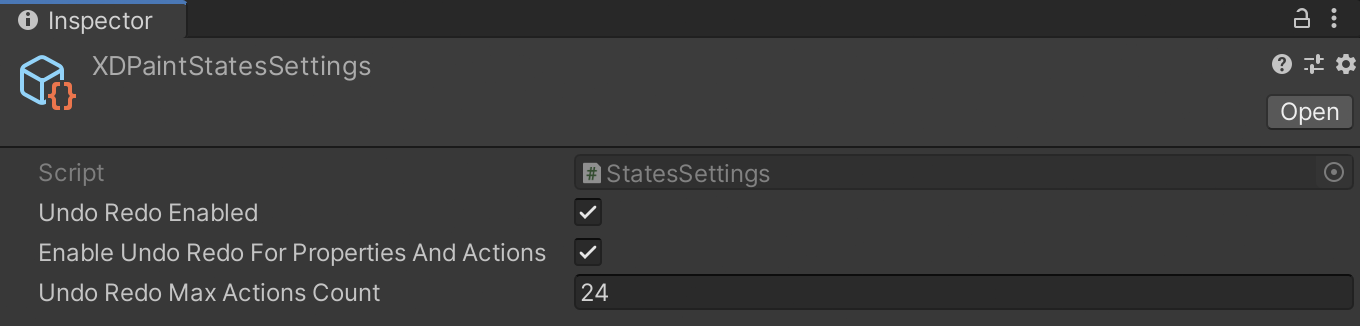 Inspector
XDPaintStatesSettings
Open
Script StatesSettings
Undo Redo Enabled
Enable Undo Redo For Properties And Actions
Undo Redo Max Actions Count 24